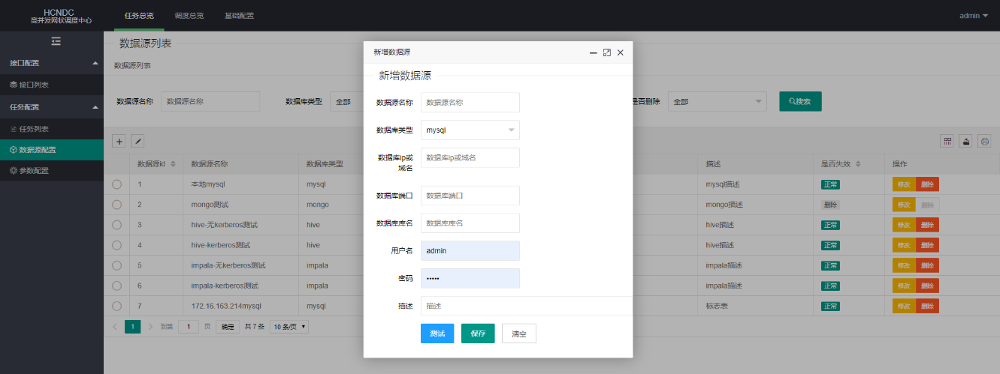 HCNDC
高并发网状调度中心
任务总览
调度总览
基础配置
admin
接口配置
接口列表
任务配置
任务列表
数据源配置
参数配置
数据源列表
数据源列表
数据源名称 数据源名称 数据库类型 全部 是否删除 全部 搜索
数据源id 数据源名称 数据库类型 描述 是否失效 操作
1 本地mysql mysql mysql描述 正常 修改 删除
2 mongo测试 mongo mongo描述 删除 修改 删除
3 hive-无kerberos测试 hive hive描述 正常 修改 删除
4 hive-kerberos测试 hive hive描述 正常 修改 删除
5 impala-无kerberos测试 impala impala描述 正常 修改 删除
6 impala-kerberos测试 impala impala描述 正常 修改 删除
7 172.16.163.214mysql mysql 标志表 正常 修改 删除
1 到第 1 页 确定 共 7 条 10 条/页
新增数据源
新增数据源
数据源名称 数据源名称
数据库类型 mysql
数据库ip或
域名 数据库ip或域名
数据库端口 数据库端口
数据库库名 数据库库名
用户名 admin
密码 •••••
描述 描述
测试 保存 清空